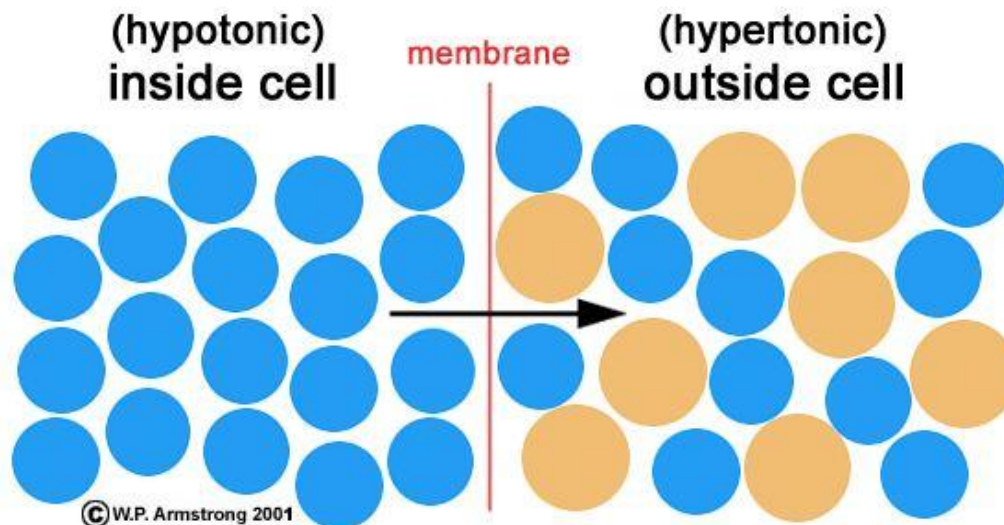 (hypotonic)
inside cell
membrane
(hypertonic)
outside cell
©W.P. Armstrong 2001